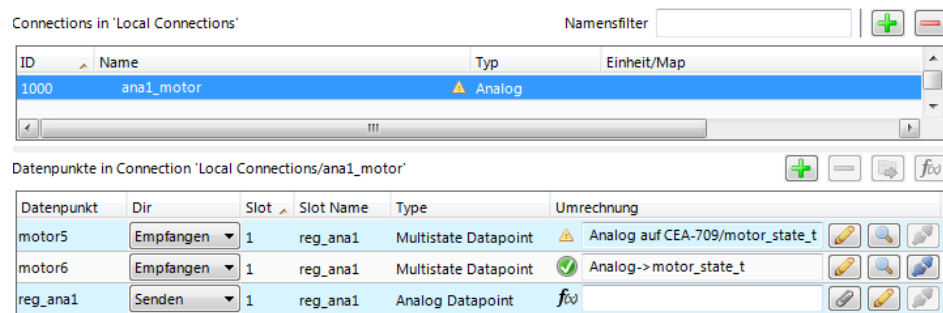 Connections in 'Local Connections' Namensfilter
ID Name Typ Einheit/Map
1000 ana1_motor Analog
Datenpunkte in Connection 'Local Connections/ana1_motor'
f(x)
Datenpunkt Dir Slot Slot Name Type Umrechnung
motor5 Empfangen 1 reg_ana1 Multistate Datapoint Analog auf CEA-709/motor_state_t
motor6 Empfangen 1 reg_ana1 Multistate Datapoint Analog->motor_state_t
reg_ana1 Senden 1 reg_ana1 Analog Datapoint f(x)